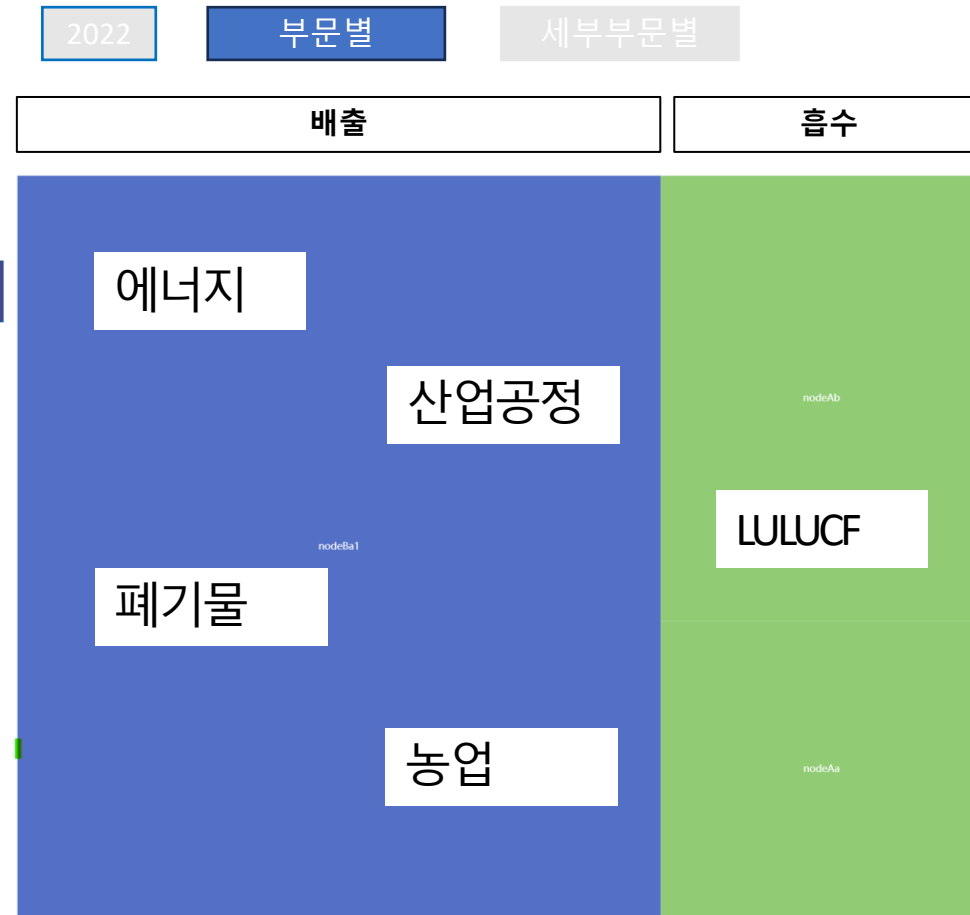 2022 부문별 세부부문별
배출 흡수
에너지
산업공정
nodeAb
LULUCF
nodeBa1
폐기물
농업
nodeAa